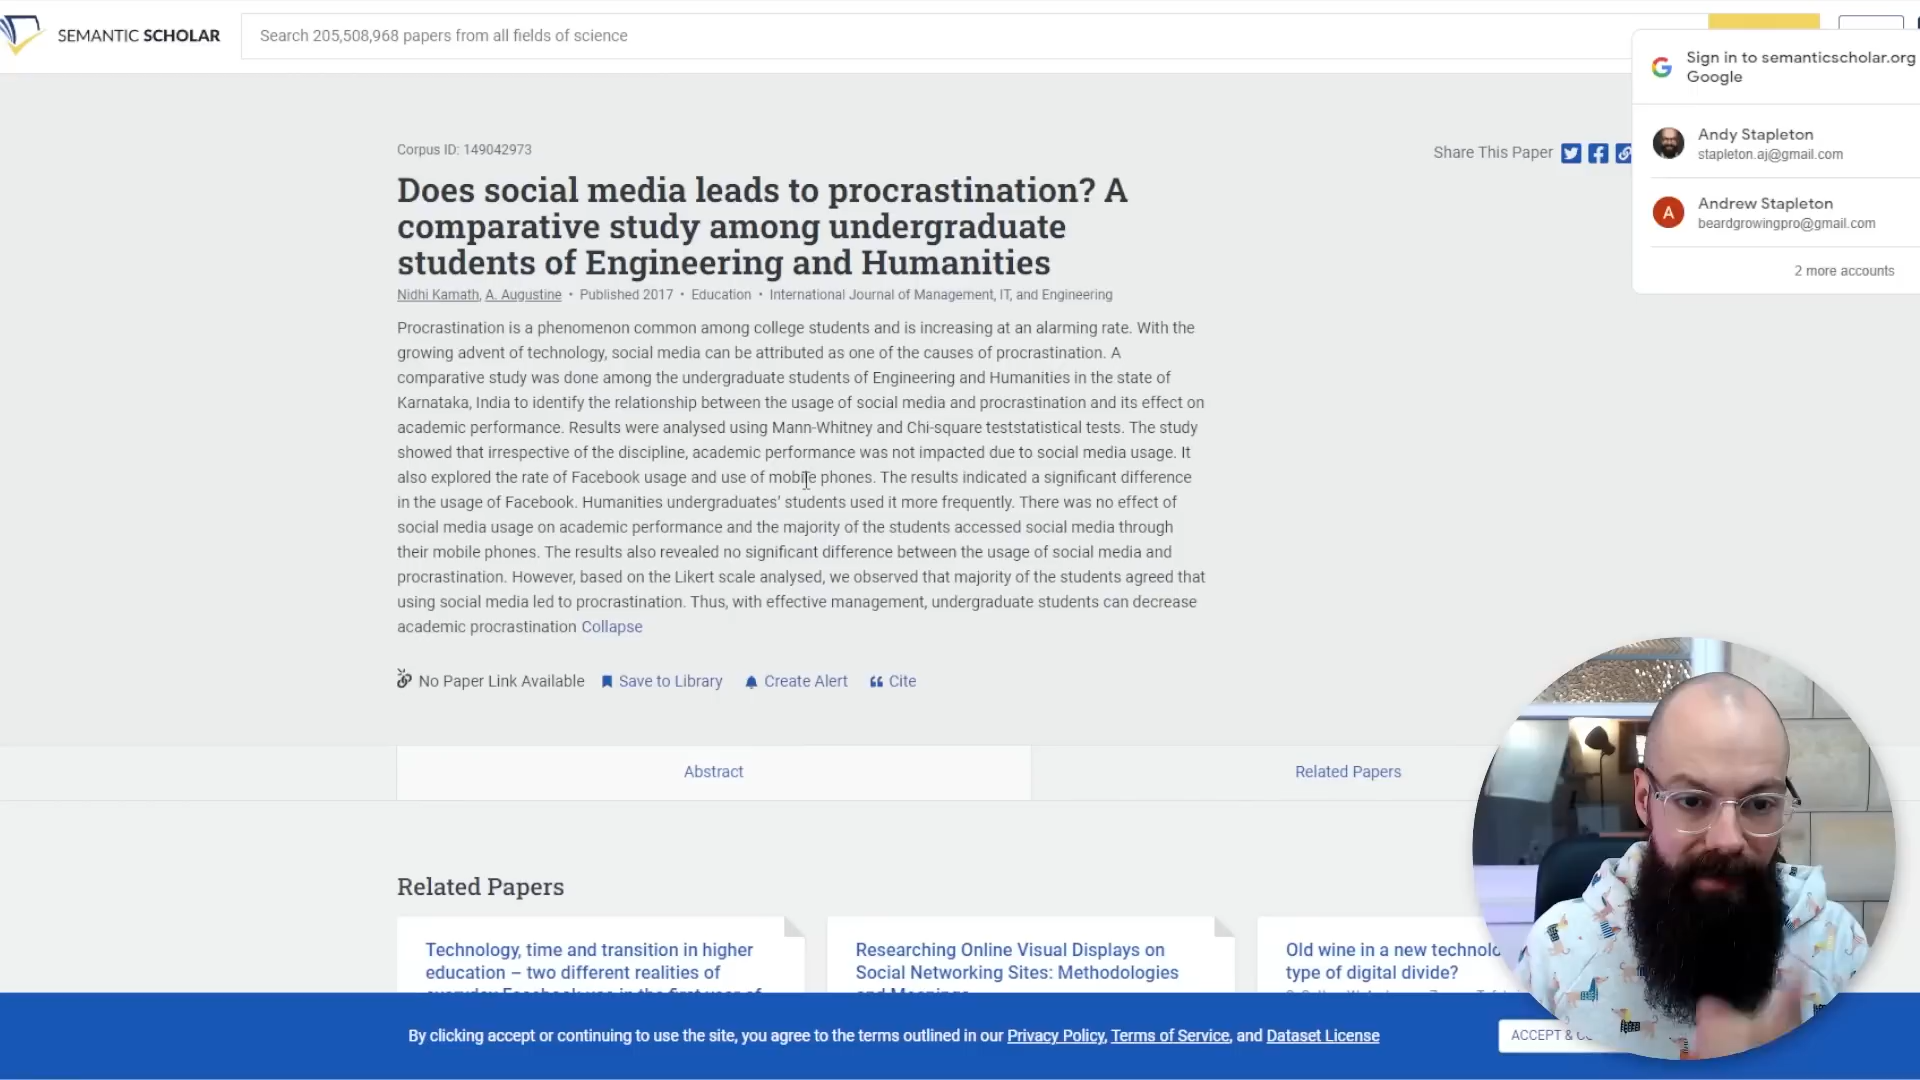 SEMANTIC SCHOLAR
Search 205,508,968 papers from all fields of science
Sign in to semanticscholar.org
Google
Andy Stapleton
stapleton.aj@gmail.com
A
Andrew Stapleton
beardgrowingpro@gmail.com
2 more accounts
Corpus ID: 149042973
Share This Paper
Does social media leads to procrastination? A
comparative study among undergraduate
students of Engineering and Humanities
Nidhi Kamath, A. Augustine • Published 2017 • Education • International Journal of Management, IT, and Engineering
Procrastination is a phenomenon common among college students and is increasing at an alarming rate. With the
growing advent of technology, social media can be attributed as one of the causes of procrastination. A
comparative study was done among the undergraduate students of Engineering and Humanities in the state of
Karnataka, India to identify the relationship between the usage of social media and procrastination and its effect on
academic performance. Results were analysed using Mann-Whitney and Chi-square teststatistical tests. The study
showed that irrespective of the discipline, academic performance was not impacted due to social media usage. It
also explored the rate of Facebook usage and use of mobile phones. The results indicated a significant difference
in the usage of Facebook. Humanities undergraduates' students used it more frequently. There was no effect of
social media usage on academic performance and the majority of the students accessed social media through
their mobile phones. The results also revealed no significant difference between the usage of social media and
procrastination. However, based on the Likert scale analysed, we observed that majority of the students agreed that
using social media led to procrastination. Thus, with effective management, undergraduate students can decrease
academic procrastination Collapse
No Paper Link Available Save to Library Create Alert Cite
Abstract
Related Papers
Related Papers
Technology, time and transition in higher
education – two different realities of
everyday Facebook use in the first year of
Researching Online Visual Displays on
Social Networking Sites: Methodologies
and Meanings
Old wine in a new technolo
type of digital divide?
By clicking accept or continuing to use the site, you agree to the terms outlined in our Privacy Policy, Terms of Service, and Dataset License
ACCEPT & CO